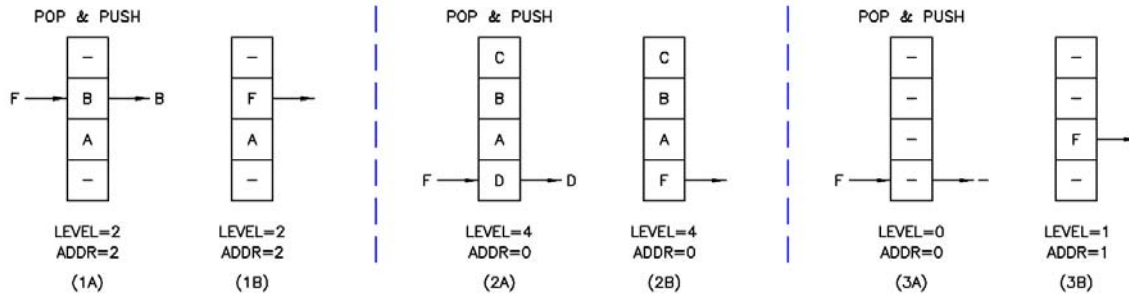 POP & PUSH
POP & PUSH
POP & PUSH
-
-
C
C
-
-
F
B
B
F
B
B
-
-
A
A
A
A
-
F
-
-
F
D
D
F
F
-
-
-
LEVEL=2
LEVEL=2
LEVEL=4
LEVEL=4
LEVEL=0
LEVEL=1
ADDR=2
ADDR=2
ADDR=0
ADDR=0
ADDR=0
ADDR=1
(1A)
(1B)
(2A)
(2B)
(3A)
(3B)